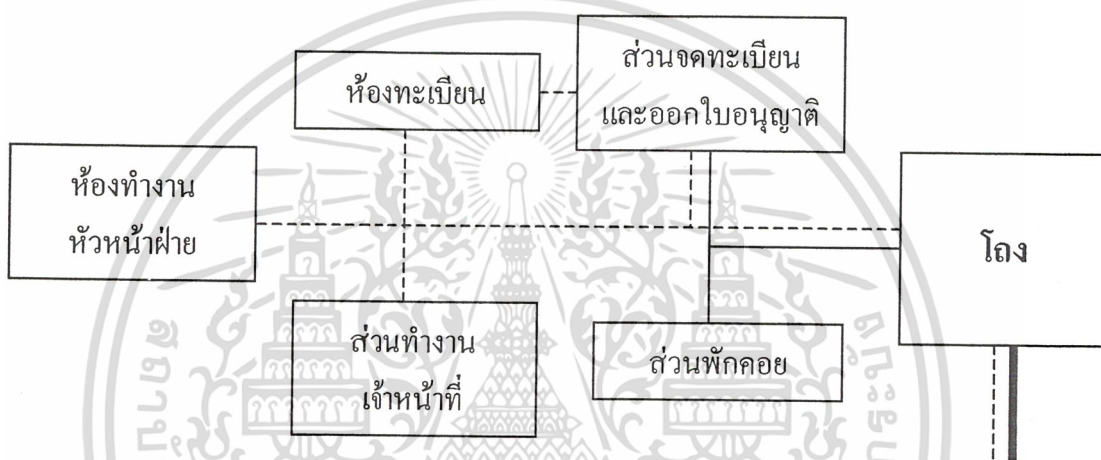 ส่วนจดทะเบียน
และออกใบอนุญาติ
ห้องทะเบียน
ห้องทำงาน
หัวหน้าฝ่าย
โถง
ส่วนทำงาน
เจ้าหน้าที่
ส่วนพักคอย